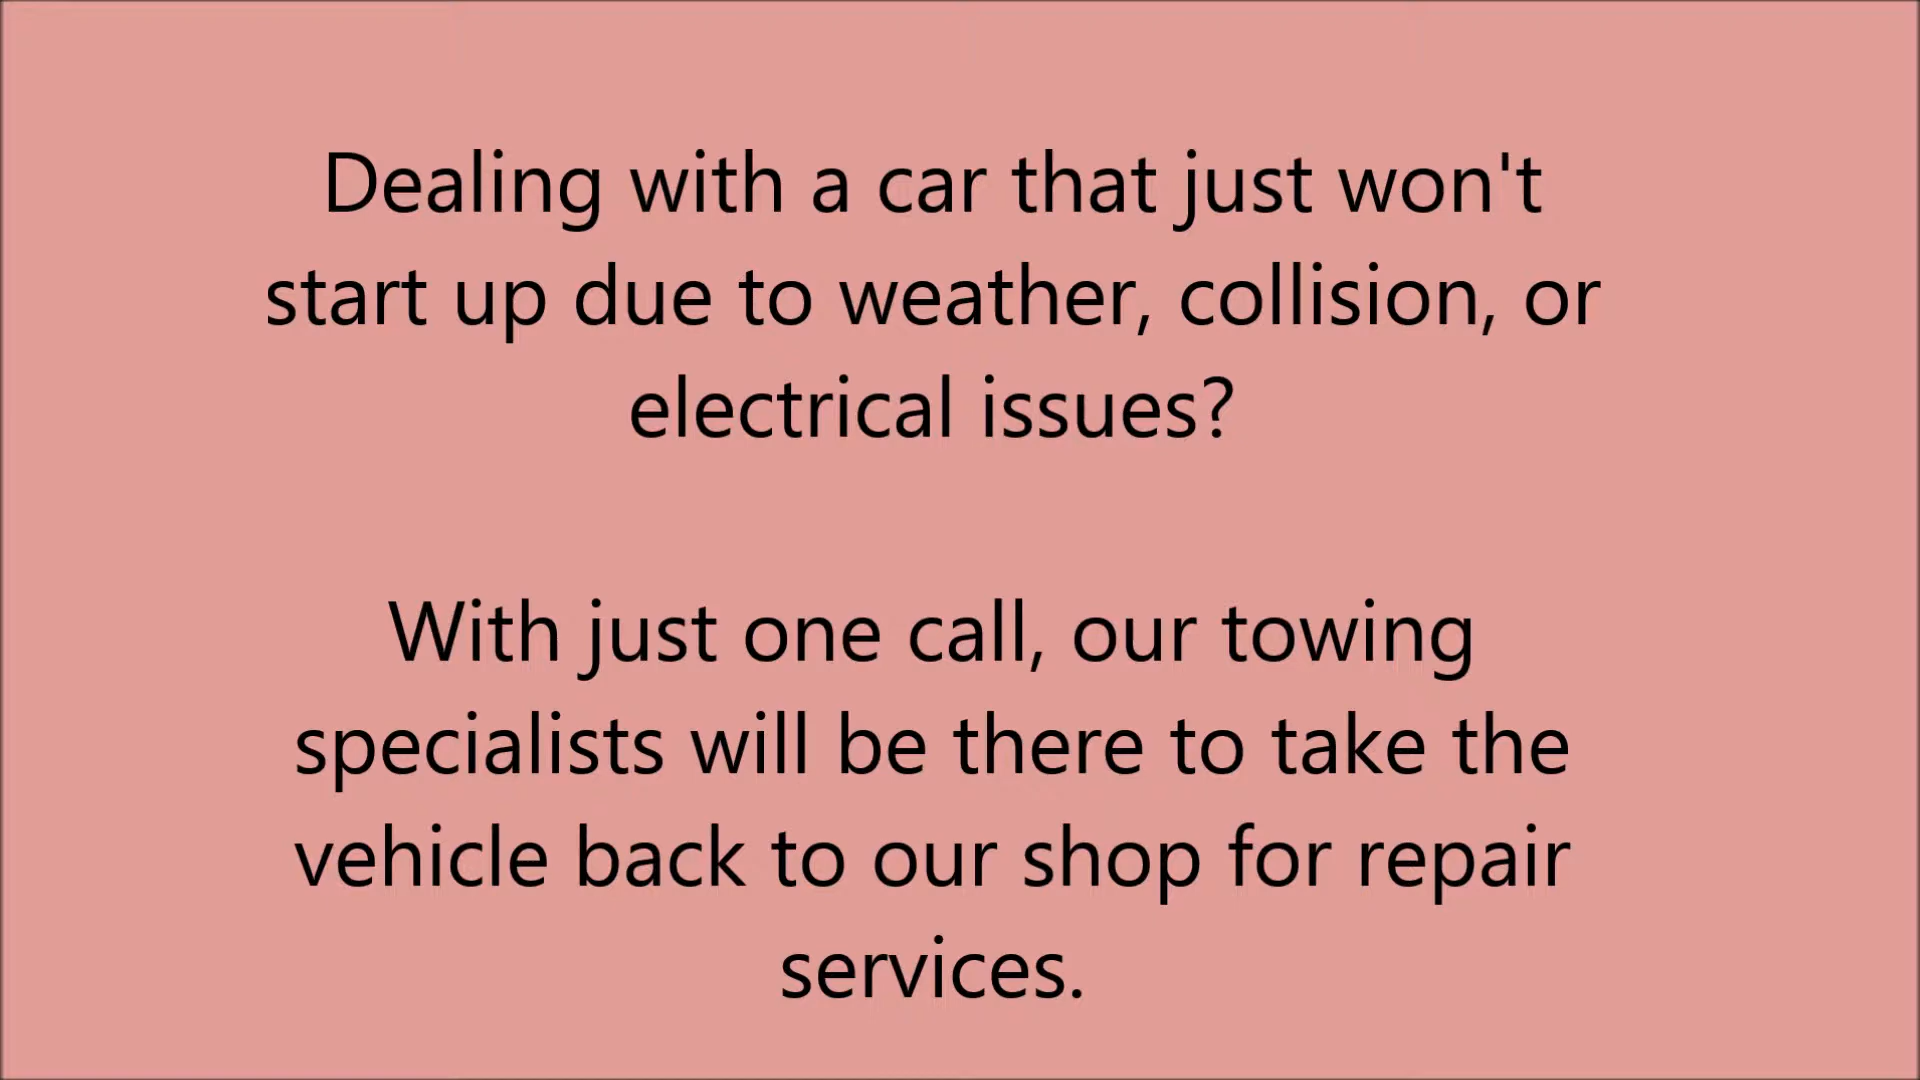 Dealing with a car that just won't
start up due to weather, collision, or
electrical issues?
With just one call, our towing
specialists will be there to take the
vehicle back to our shop for repair
services.